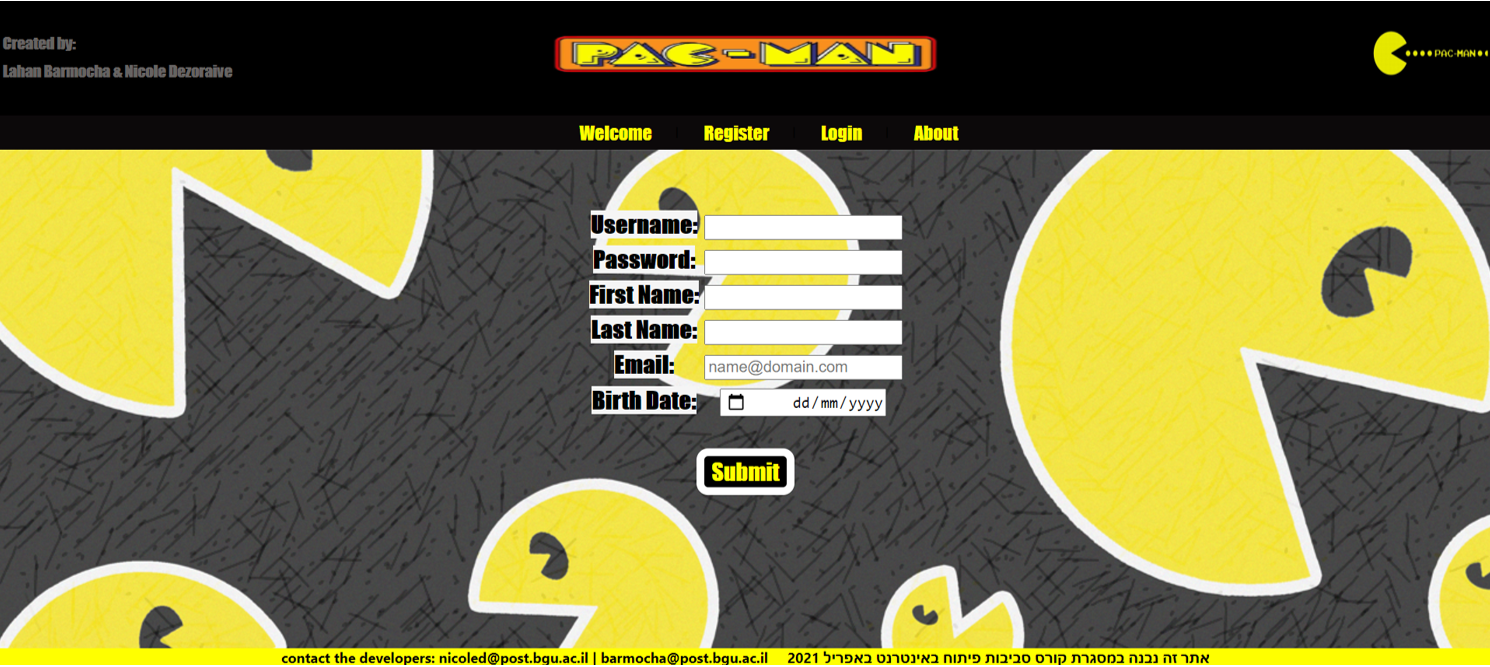 Created by:
Lahan Barmocha & Nicole Dezoraive
PAC-MAN
PAC-MAN
Welcome
Register
Login
About
Username:
Password:
First Name:
Last Name:
Email: name@domain.com
Birth Date: dd/mm/yyyy
Submit
contact the developers: nicoled@post.bgu.ac.il | barmocha@post.bgu.ac.il אתר זה נבנה במסגרת קורס סביבות פיתוח באינטרנט באפריל 2021